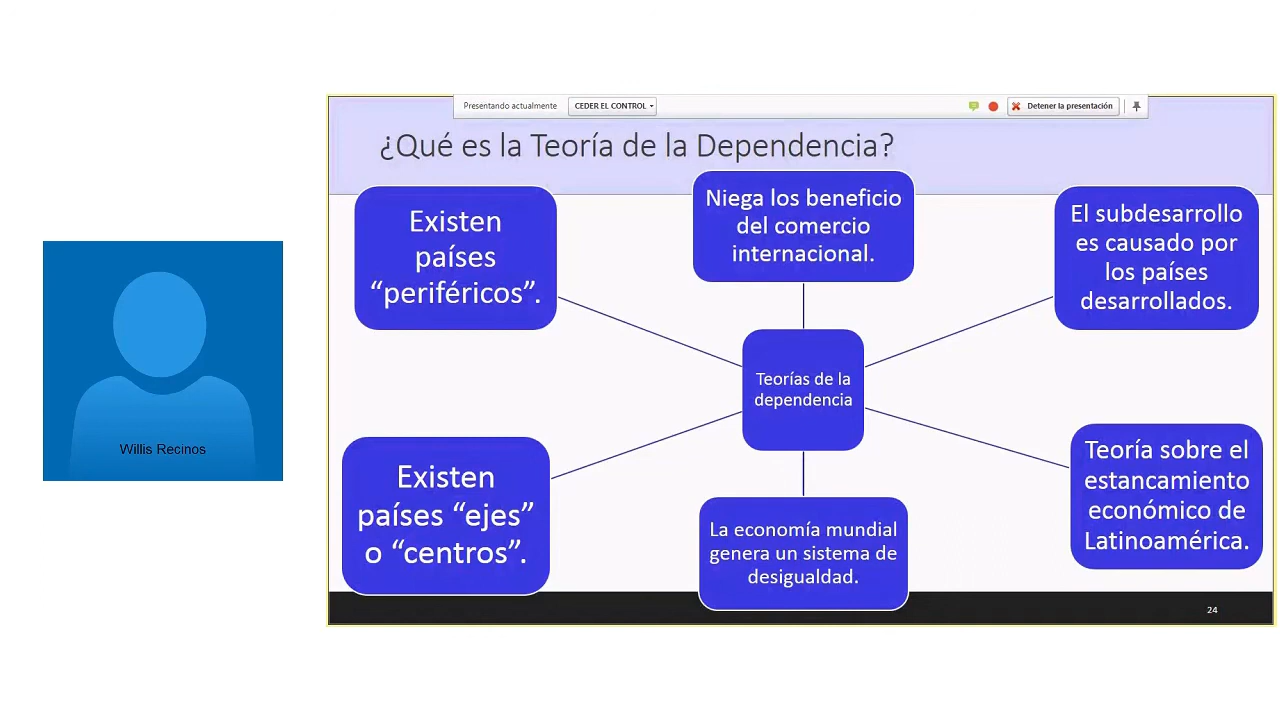 Presentando actualmente
CEDER EL CONTROL
Detener la presentación
¿Qué es la Teoría de la Dependencia?
Existen
países
“periféricos”.
Niega los beneficio
del comercio
internacional.
El subdesarrollo
es causado por
los países
desarrollados.
Teorías de la
dependencia
Existen
países “ejes”
o “centros”.
La economía mundial
genera un sistema de
desigualdad.
Teoría sobre el
estancamiento
económico de
Latinoamérica.
24
Willis Recinos